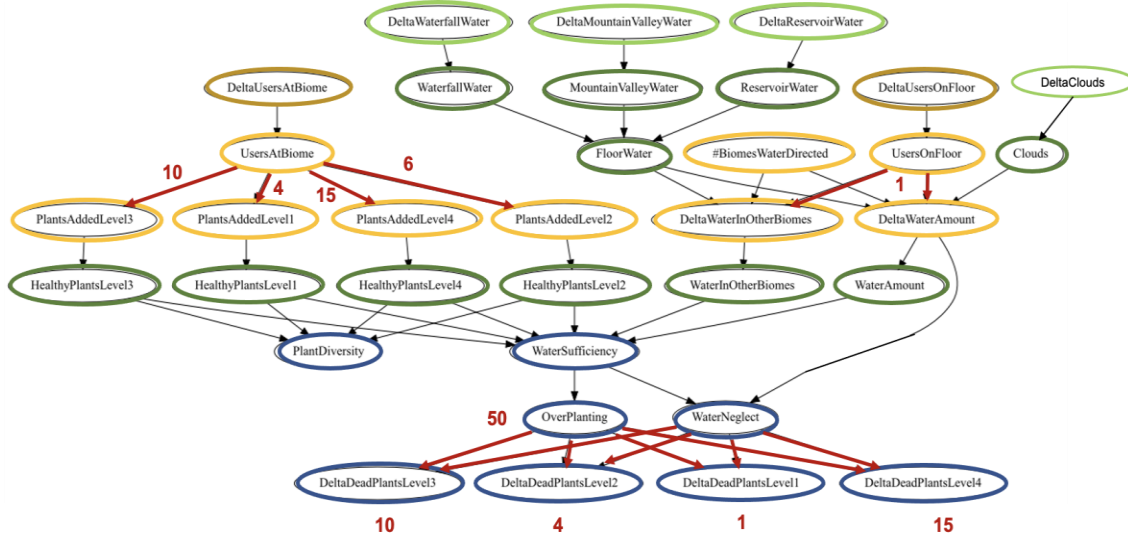 DeltaWaterfallWater
DeltaMountainValleyWater
DeltaReservoirWater
DeltaUsersAtBiome
WaterfallWater
MountainValleyWater
ReservoirWater
DeltaUsersOnFloor
DeltaClouds
UsersAtBiome
FloorWater
#BiomesWaterDirected
UsersOnFloor
Clouds
10
4
15
6
1
PlantsAddedLevel3
PlantsAddedLevel1
PlantsAddedLevel4
PlantsAddedLevel2
DeltaWaterInOtherBiomes
DeltaWaterAmount
HealthyPlantsLevel3
HealthyPlantsLevel1
HealthyPlantsLevel4
HealthyPlantsLevel2
WaterInOtherBiomes
WaterAmount
PlantDiversity
WaterSufficiency
50
OverPlanting
WaterNeglect
DeltaDeadPlantsLevel3
DeltaDeadPlantsLevel2
DeltaDeadPlantsLevel1
DeltaDeadPlantsLevel4
10
4
1
15